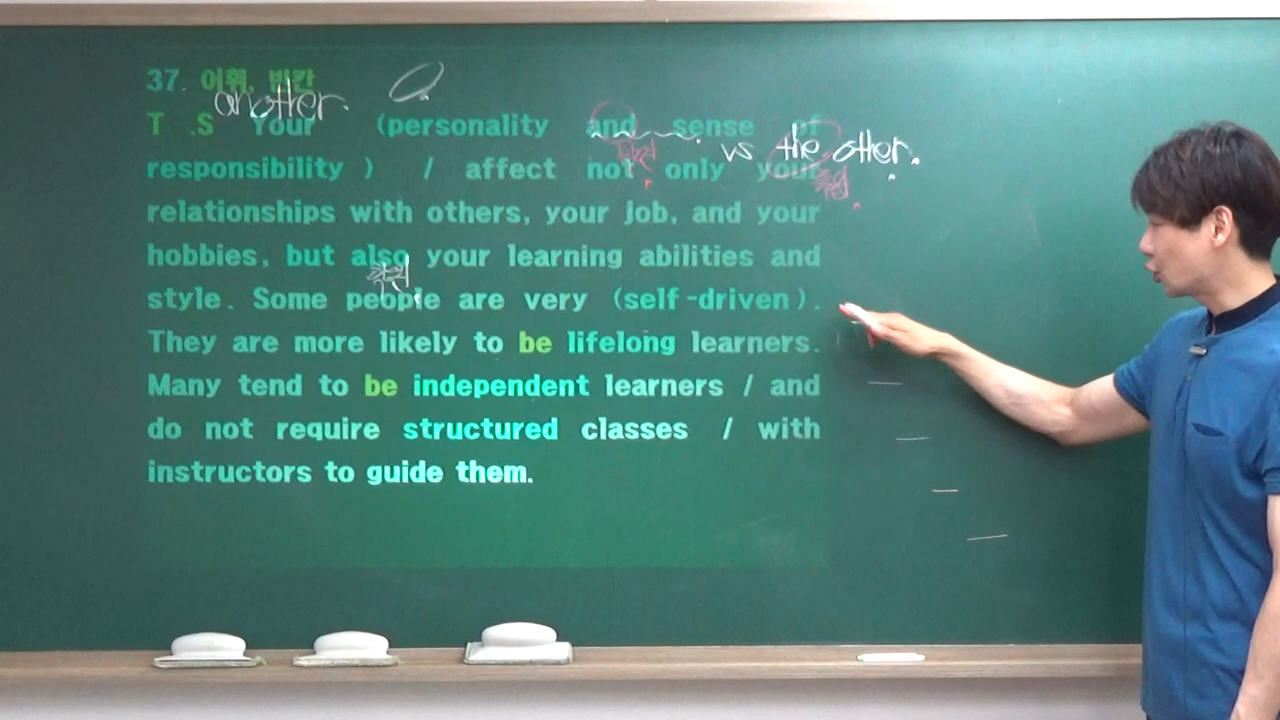 37. 어휘, 빈칸
another.
T .S Your (personality and sense of
vs the other.
responsibility ) / affect not only your
relationships with others, your job, and your
hobbies, but also your learning abilities and
style. Some people are very (self-driven).
They are more likely to be lifelong learners.
Many tend to be independent learners / and
do not require structured classes / with
instructors to guide them.